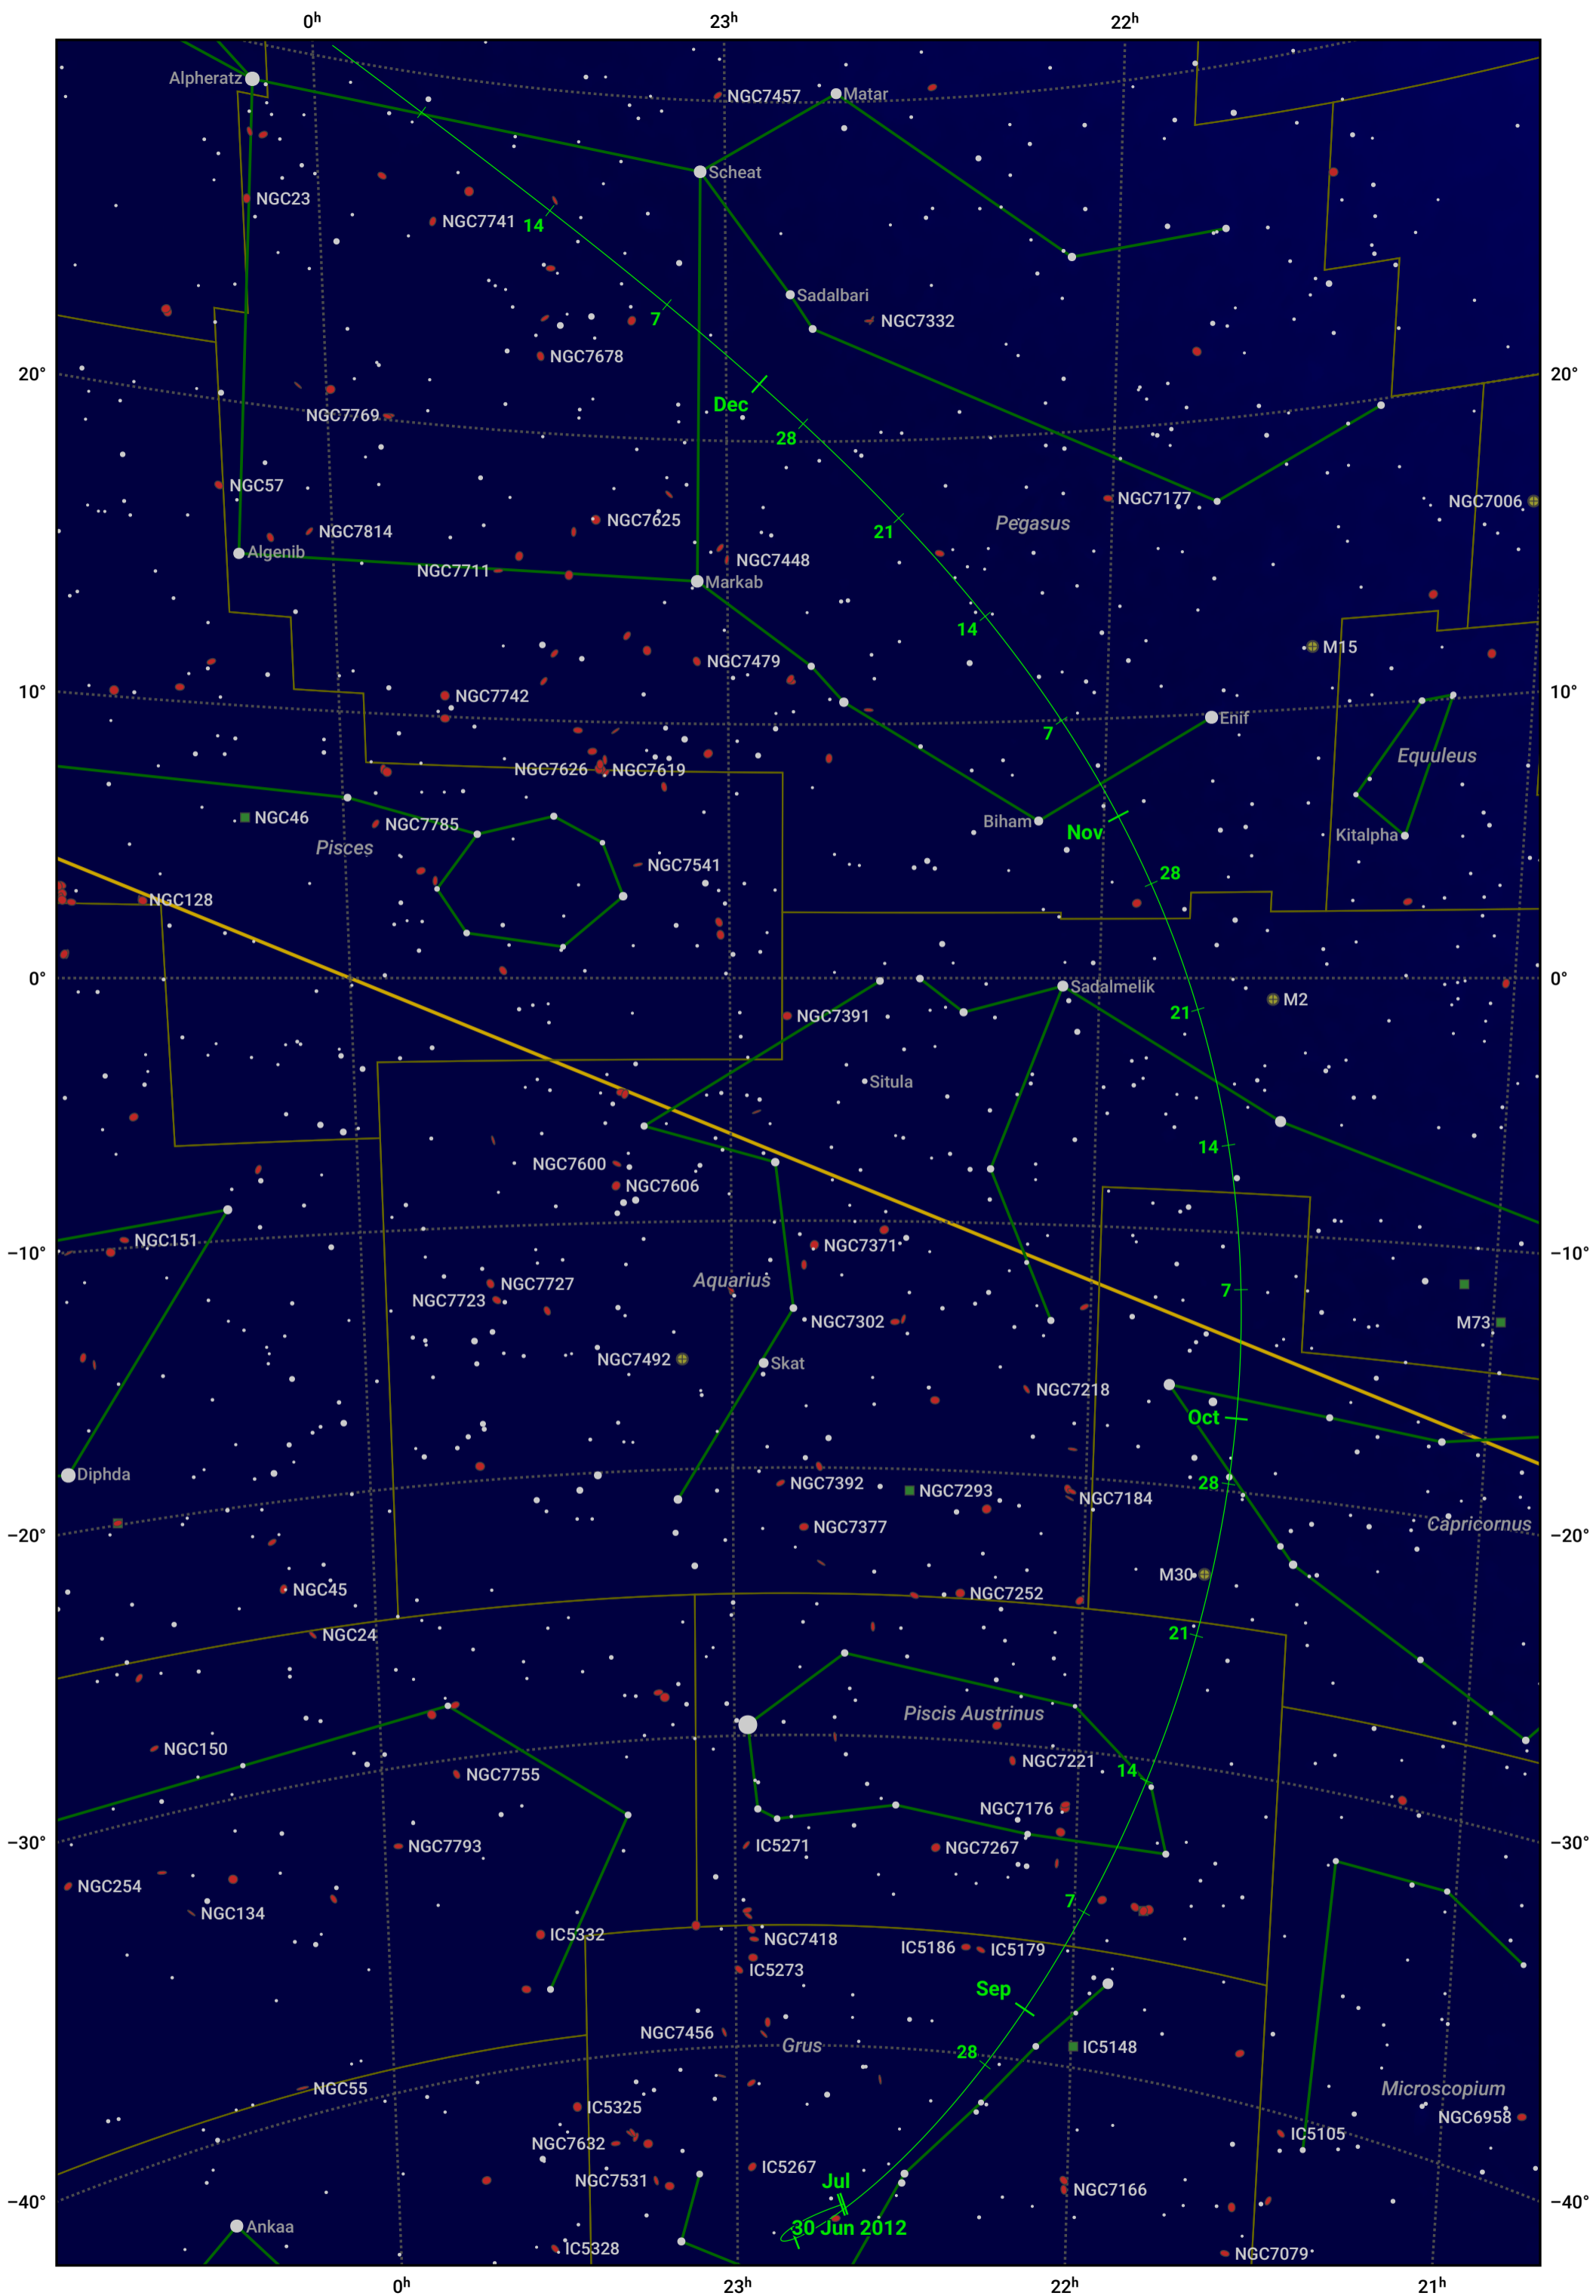 0h 23h 22h
Alpheratz
NGC7457
Matar
Scheat
NGC23
NGC7741
14
Sadalbari
7
NGC7332
NGC7678
20°
20°
Dec
NGC7769
28
NGC57
NGC7177
NGC7006
NGC7625
Pegasus
NGC7814
21
Algenib
NGC7448
NGC7711
Markab
14
M15
NGC7479
10°
NGC7742
10°
Enif
7
Equuleus
NGC7626
NGC7619
NGC46
Biham
NGC7785
Nov
Kitalpha
Pisces
NGC7541
28
NGC128
0°
0°
Sadalmelik
M2
NGC7391
21
Situla
14
NGC7600
NGC7606
NGC151
NGC7371
−10°
−10°
Aquarius
NGC7727
7
NGC7723
NGC7302
M73
NGC7492
Skat
NGC7218
Oct
Diphda
NGC7392
28
NGC7293
NGC7184
Capricornus
NGC7377
−20°
−20°
M30
NGC45
NGC7252
NGC24
21
Piscis Austrinus
NGC150
NGC7221
14
NGC7755
NGC7176
−30°
−30°
NGC7793
IC5271
NGC7267
NGC254
7
NGC134
IC5332
NGC7418
IC5186
IC5179
IC5273
Sep
NGC7456
Grus
IC5148
28
NGC55
Microscopium
IC5325
NGC6958
IC5105
NGC7632
IC5267
NGC7531
Jul
NGC7166
−40°
−40°
Ankaa
30 Jun 2012
IC5328
NGC7079
0h 23h 22h 21h